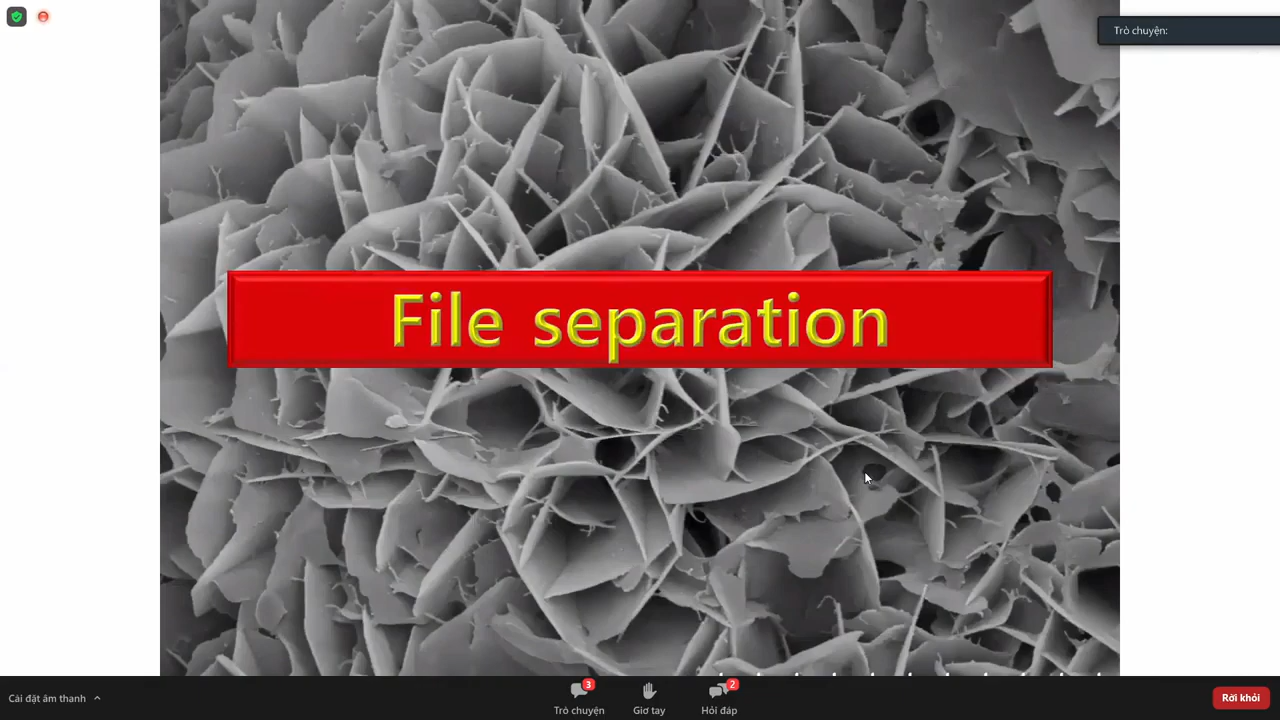 Trò chuyện:
File separation
Cài đặt âm thanh
3
2
Trò chuyện
Giơ tay
Hỏi đáp
Rời khỏi